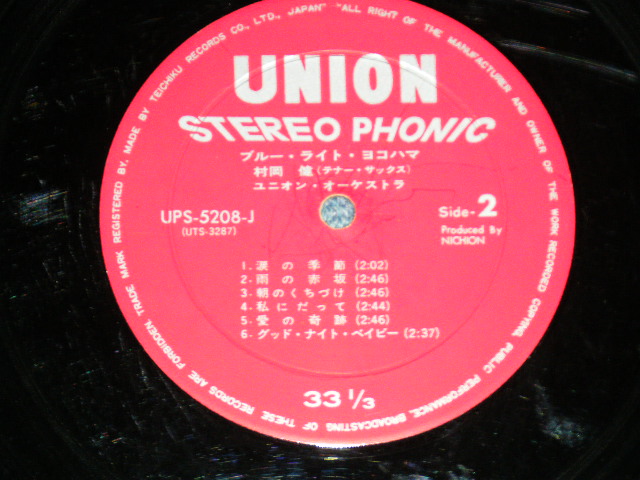 TRADE MARK REGISTERED BY, MADE BY TEICHIKU RECORDS CO., LTD., JAPAN" "ALL RIGHT OF THE MANUFACTURER AND OWNER OF THE WORK RECORDED COPYING, PUBLIC PERFORMANCE, BROADCASTING OF THESE RECORDS ARE FORBIDDEN
UNION
STEREO PHONIC
ブルー・ライト・ヨコハマ
村岡 健(テナー・サックス)
ユニオン・オーケストラ
UPS-5208-J
(UTS-3287)
Side-2
Produced By
NICHION
1. 涙の季節 (2:02)
2. 雨の赤坂 (2:46)
3. 朝のくちづけ (2:46)
4. 私にだって (2:44)
5. 愛の奇跡 (2:46)
6. グッド・ナイト・ベイビー (2:37)
33 1/3